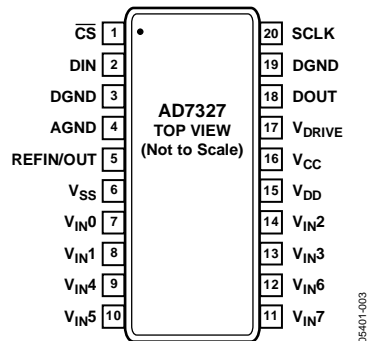 CS 1
DIN 2
DGND 3
AGND 4
REFIN/OUT 5
VSS 6
VIN0 7
VIN1 8
VIN4 9
VIN5 10
AD7327
TOP VIEW
(Not to Scale)
20 SCLK
19 DGND
18 DOUT
17 VDRIVE
16 VCC
15 VDD
14 VIN2
13 VIN3
12 VIN6
11 VIN7
05401-003